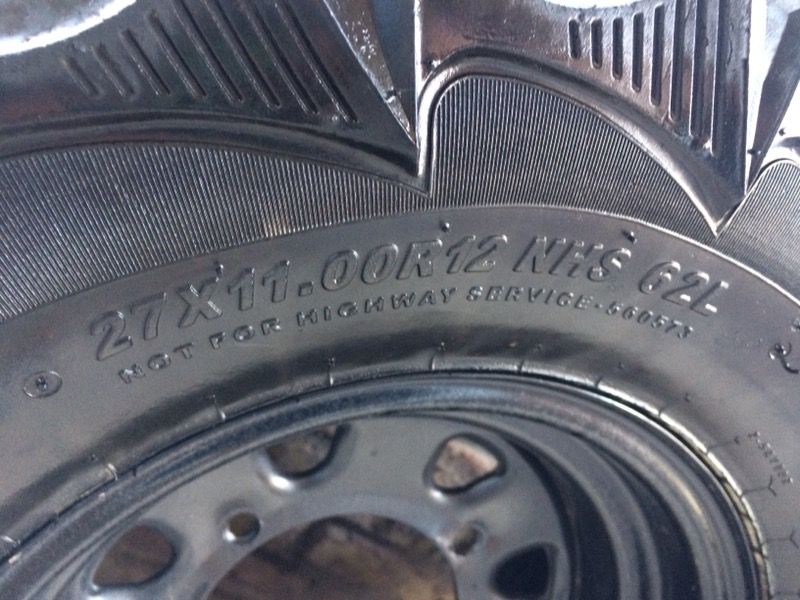 27X11.00R12 NHS 62L
NOT FOR HIGHWAY SERVICE-560573